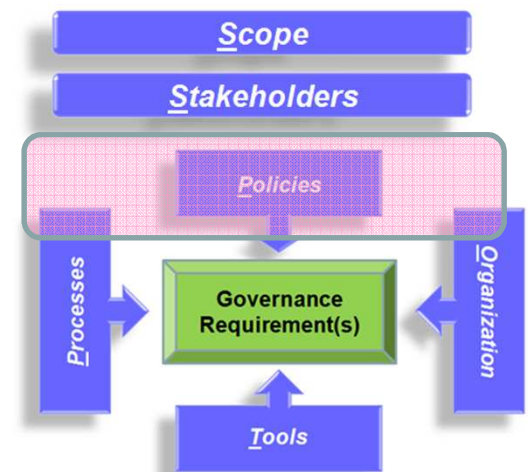 Scope
Stakeholders
Policies
Processes
Governance
Requirement(s)
Organization
Tools